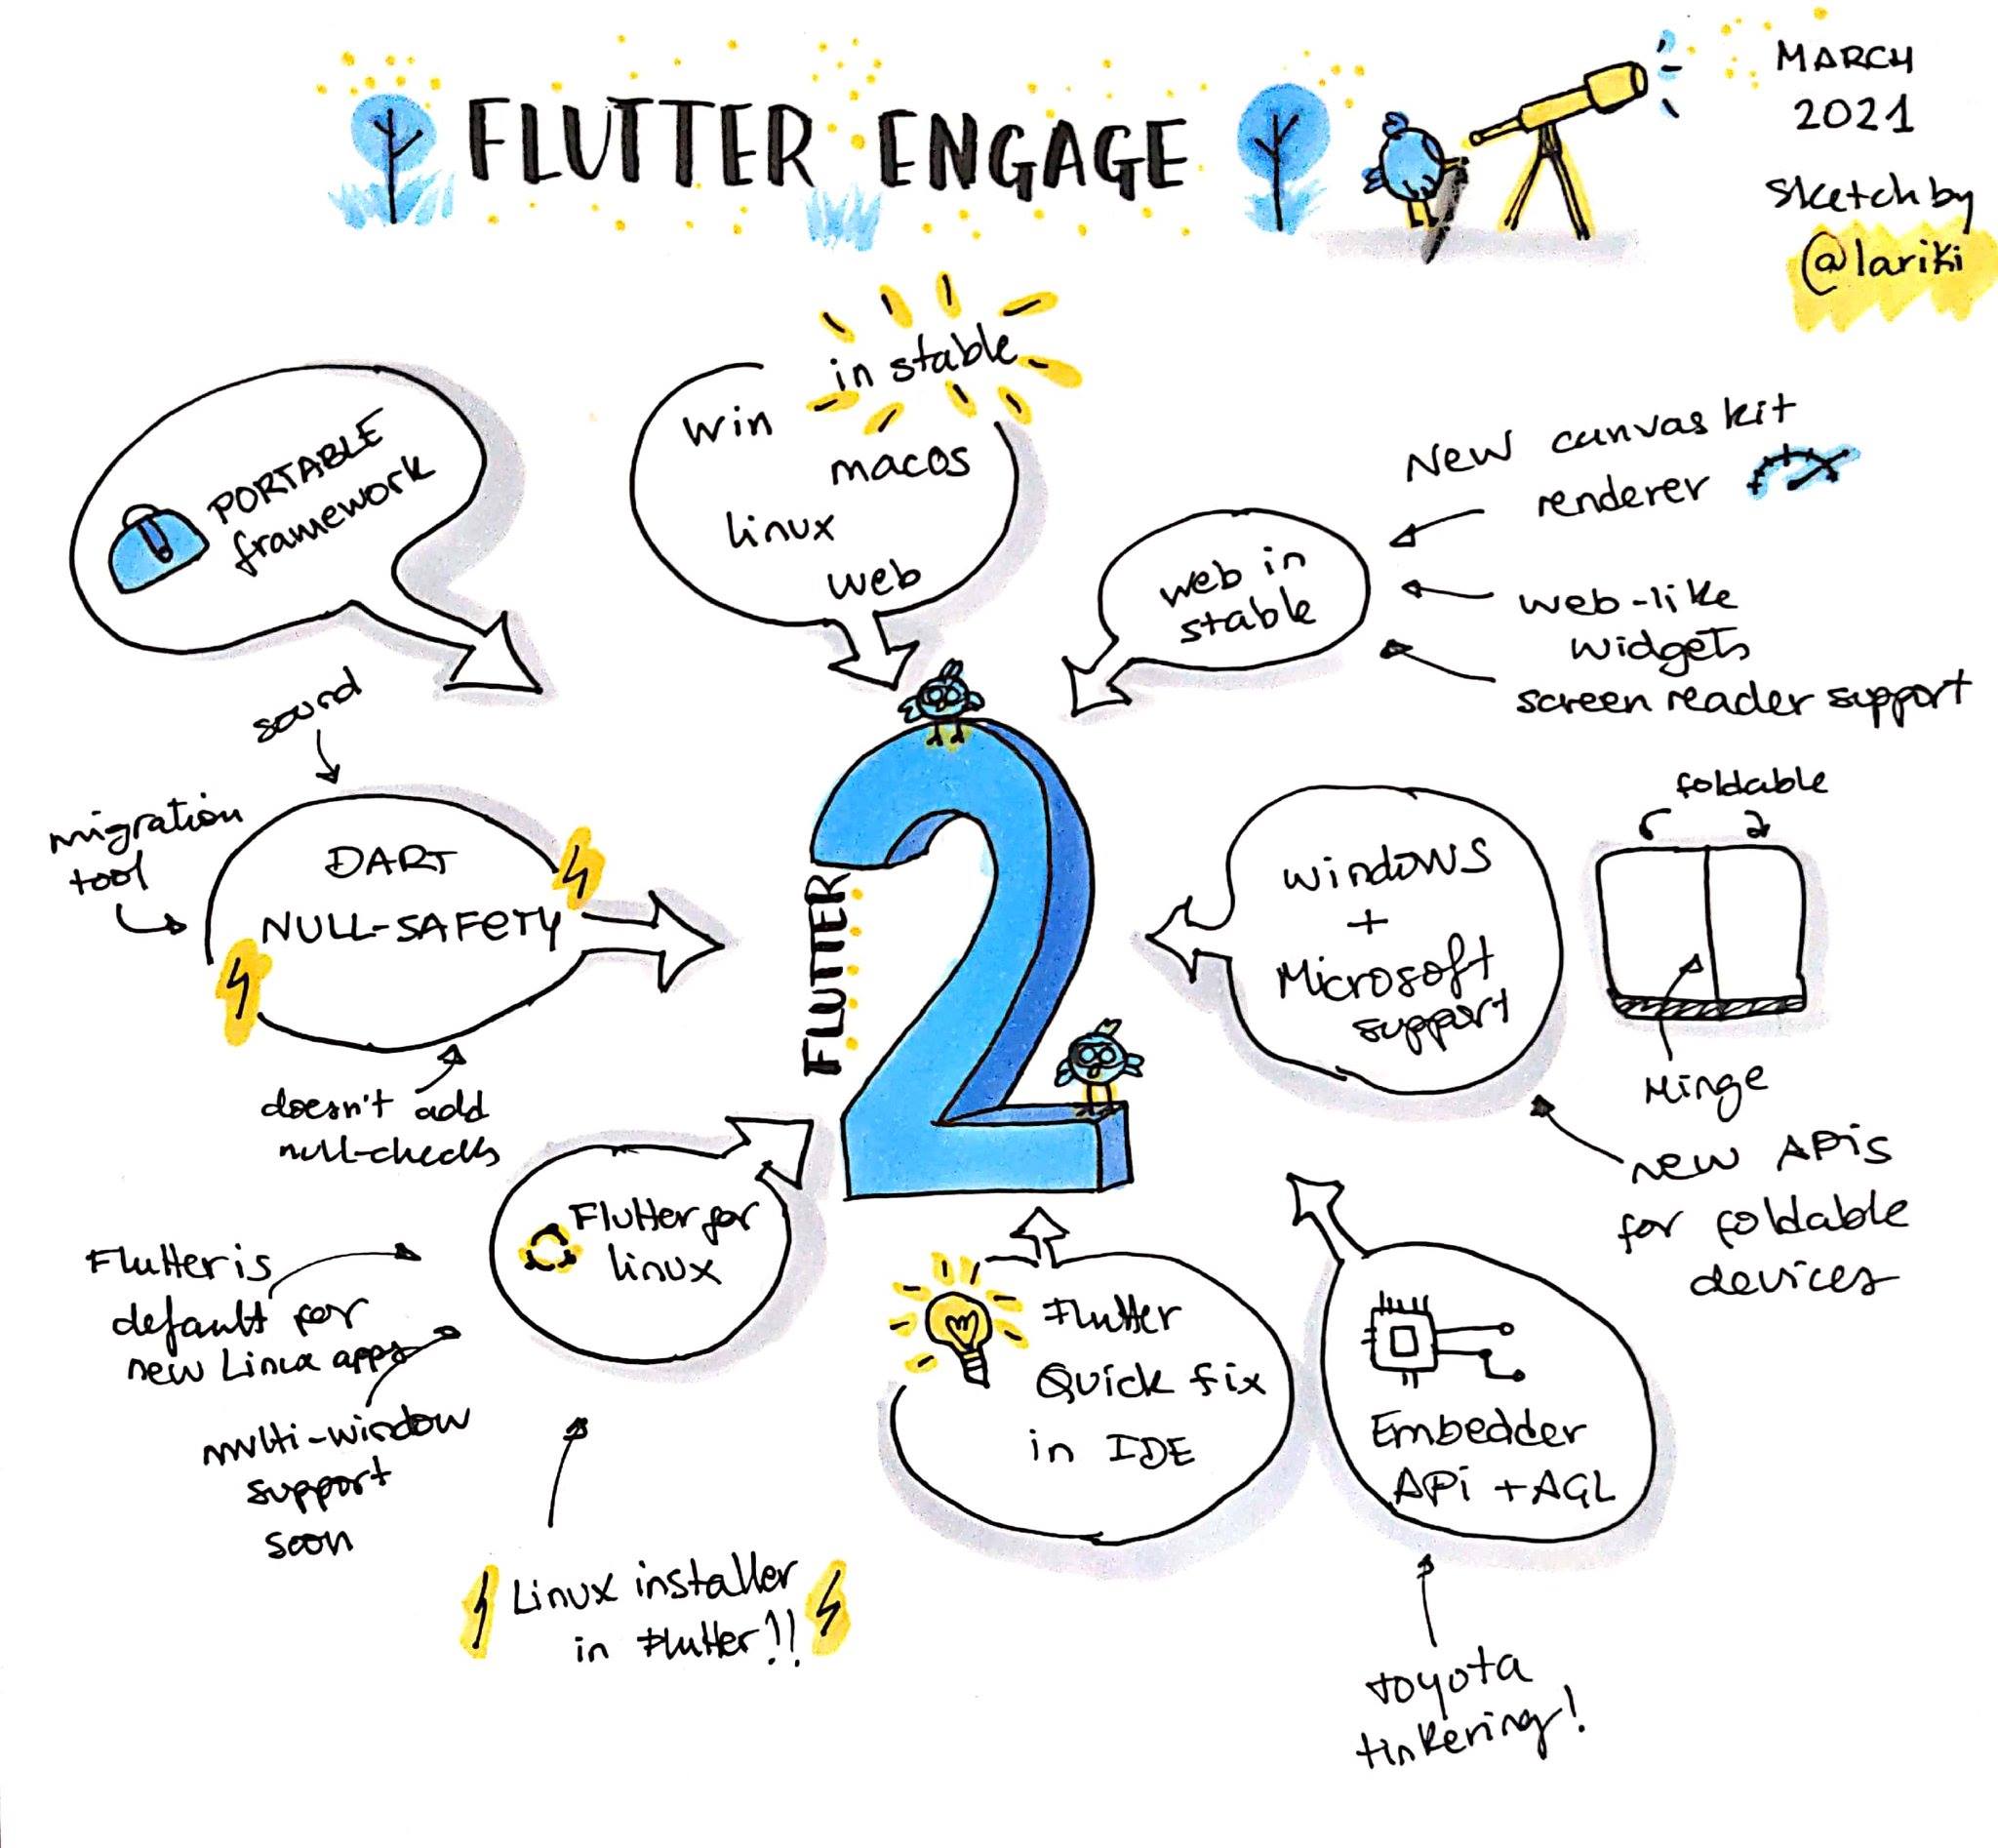 FLUTTER ENGAGE
MARCH
2021
sketch by
@lariki
PORTABLE
framework
in stable
win
macos
linux
web
web in
stable
New canvas kit
renderer
web-like
widgets
screen reader support
sound
migration
tool
DART
NULL-SAFETY
doesn't add
null-checks
FLUTTER
2
windows
+
Microsoft
support
foldable
Hinge
new APis
for foldable
devices
Flutter for
linux
Flutter is
default for
new Linux apps
multi-window
support
soon
Linux installer
in Flutter!!
Flutter
Quick fix
in IDE
Embedder
APi + AGL
toyota
tinkering!